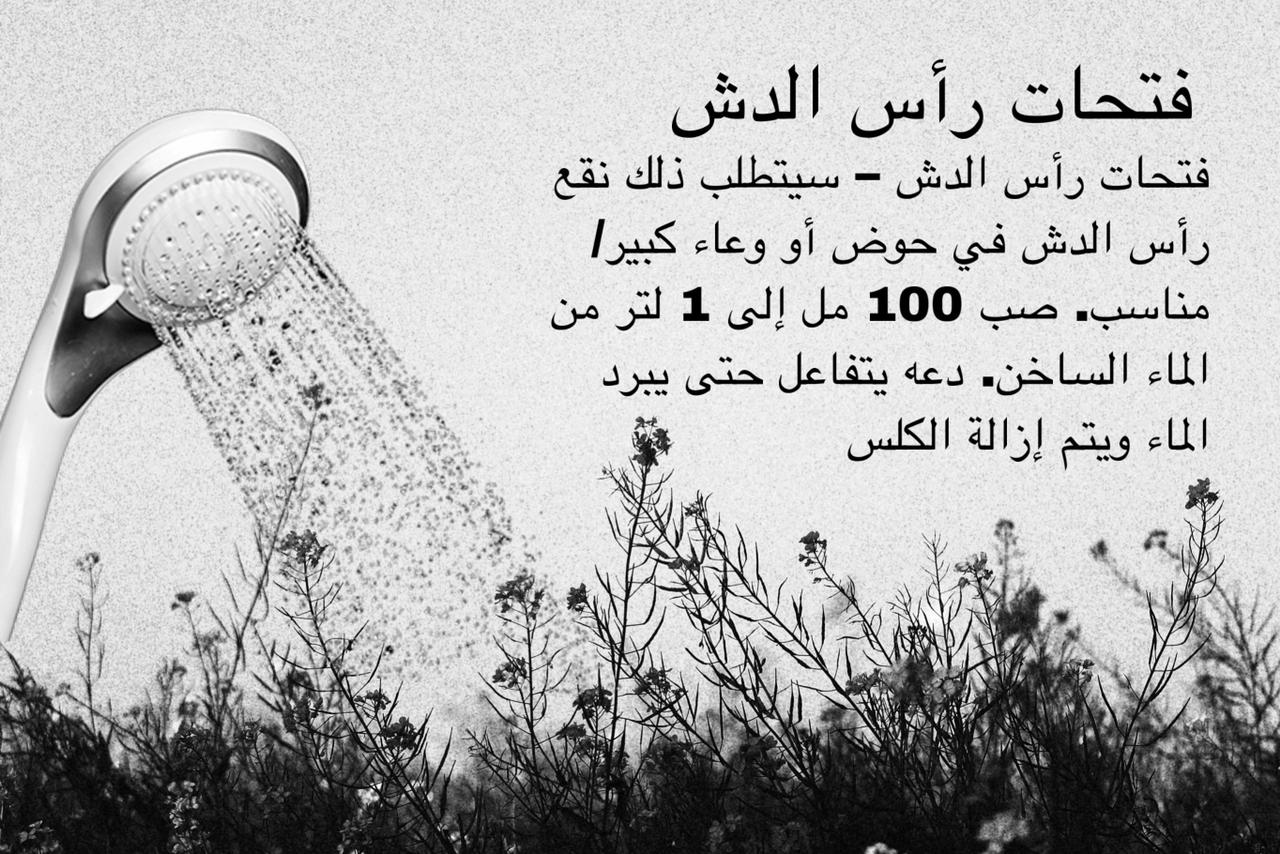 فتحات رأس الدش
فتحات رأس الدش – سيتطلب ذلك نقع
رأس الدش في حوض أو وعاء كبير/
مناسب. صب 100 مل إلى 1 لتر من
الماء الساخن. دعه يتفاعل حتى يبرد
الماء ويتم إزالة الكلس